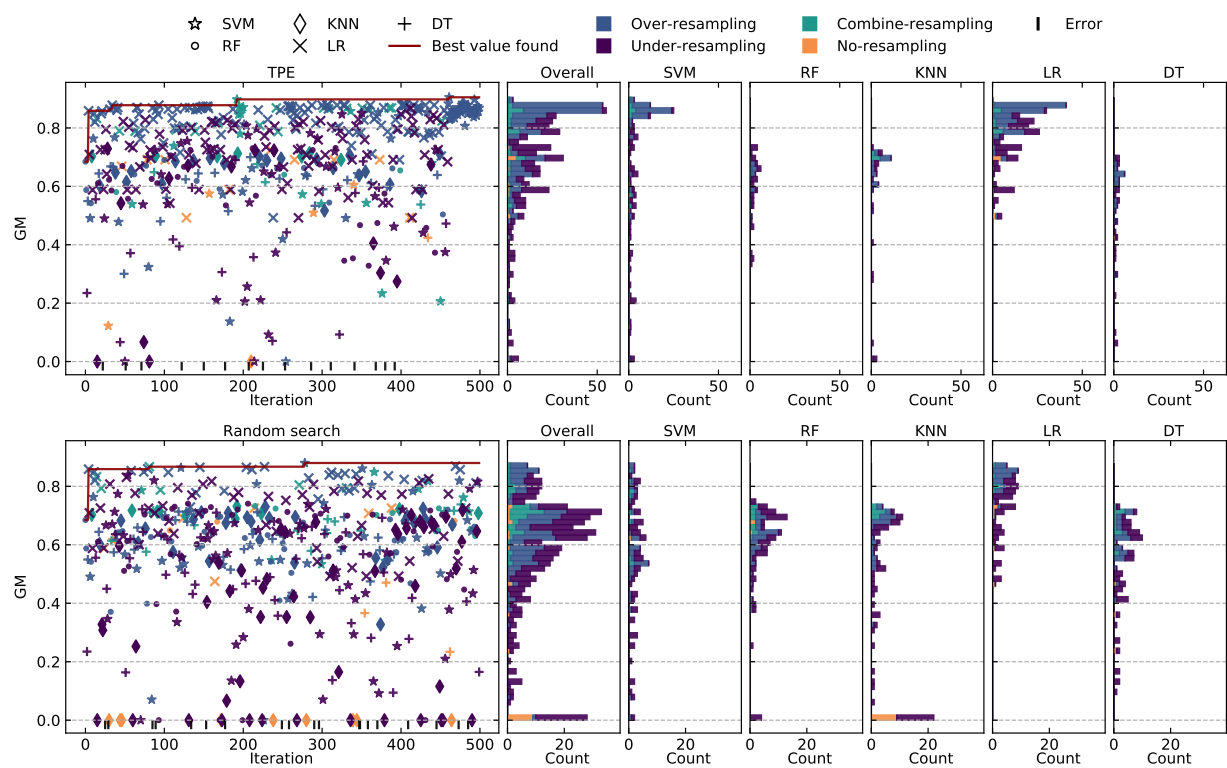 SVM KNN DT Over-resampling Combine-resampling Error
RF LR Best value found Under-resampling No-resampling
TPE Overall SVM RF KNN LR DT
0.8
0.6
0.4
0.2
0.0
GM
0 100 200 300 400 500 0 50 0 50 0 50 0 50 0 50 0 50
Iteration Count Count Count Count Count Count
Random search Overall SVM RF KNN LR DT
0.8
0.6
0.4
0.2
0.0
GM
0 100 200 300 400 500 0 20 0 20 0 20 0 20 0 20 0 20
Iteration Count Count Count Count Count Count